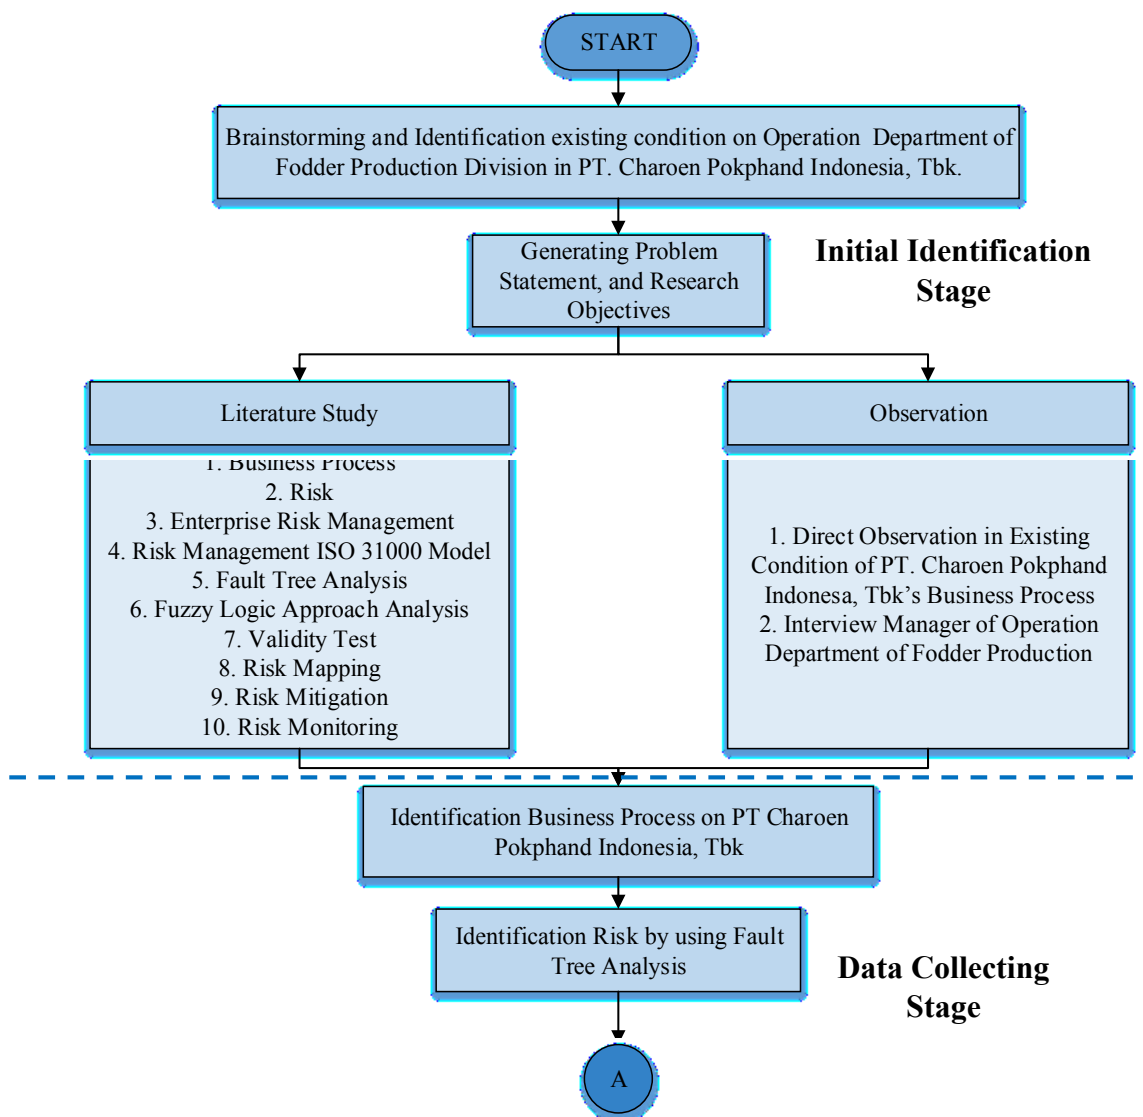 START
Brainstorming and Identification existing condition on Operation Department of
Fodder Production Division in PT. Charoen Pokphand Indonesia, Tbk.
Generating Problem
Statement, and Research
Objectives
Initial Identification
Stage
Literature Study
Observation
1. Business Process
2. Risk
3. Enterprise Risk Management
4. Risk Management ISO 31000 Model
5. Fault Tree Analysis
6. Fuzzy Logic Approach Analysis
7. Validity Test
8. Risk Mapping
9. Risk Mitigation
10. Risk Monitoring
1. Direct Observation in Existing
Condition of PT. Charoen Pokphand
Indonesa, Tbk’s Business Process
2. Interview Manager of Operation
Department of Fodder Production
Identification Business Process on PT Charoen
Pokphand Indonesia, Tbk
Identification Risk by using Fault
Tree Analysis
Data Collecting
Stage
A